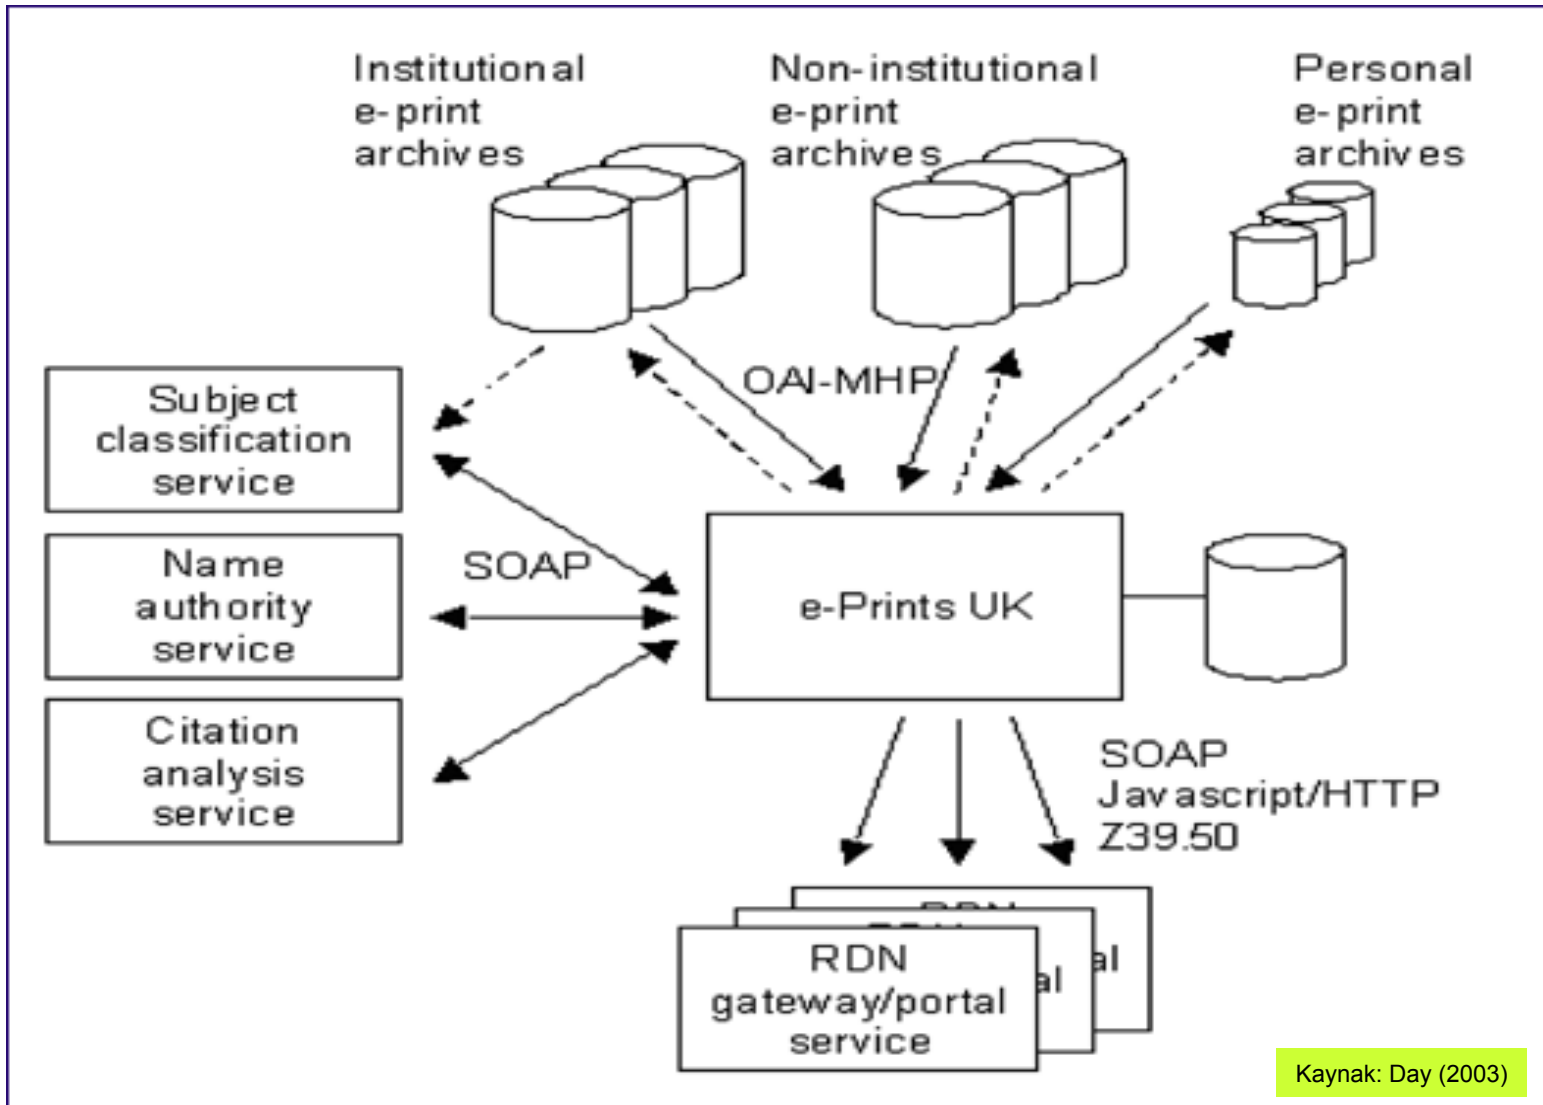 Institutional
e-print
archives
Non-institutional
e-print
archives
Personal
e-print
archives
OAI-MHP
Subject
classification
service
Name
authority
service
Citation
analysis
service
SOAP
e-Prints UK
SOAP
Javascript/HTTP
Z39.50
RDN
gateway/portal
service
Kaynak: Day (2003)